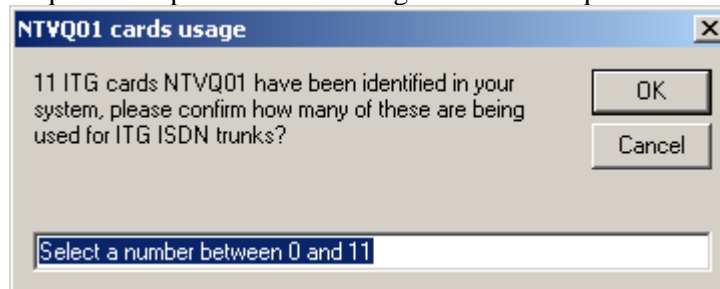 NTVQ01 cards usage
11 ITG cards NTVQ01 have been identified in your
system, please confirm how many of these are being
used for ITG ISDN trunks?
OK
Cancel
Select a number between 0 and 11